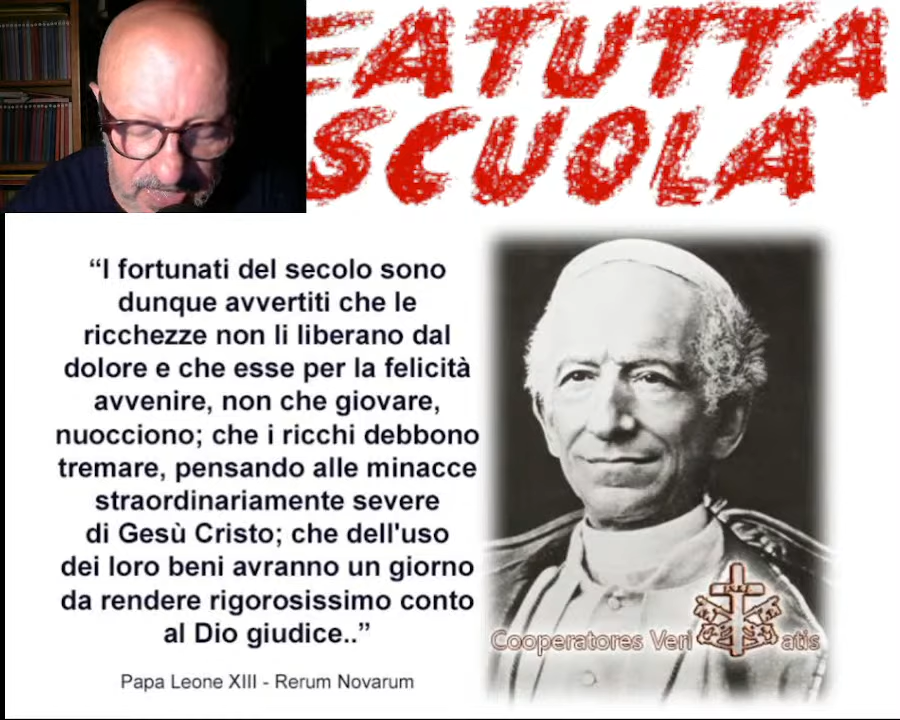 EATUTTA
SCUOLA
“I fortunati del secolo sono
dunque avvertiti che le
ricchezze non li liberano dal
dolore e che esse per la felicità
avvenire, non che giovare,
nuocciono; che i ricchi debbono
tremare, pensando alle minacce
straordinariamente severe
di Gesù Cristo; che dell'uso
dei loro beni avranno un giorno
da rendere rigorosissimo conto
al Dio giudice..”
Papa Leone XIII - Rerum Novarum
Cooperatores Veri atis